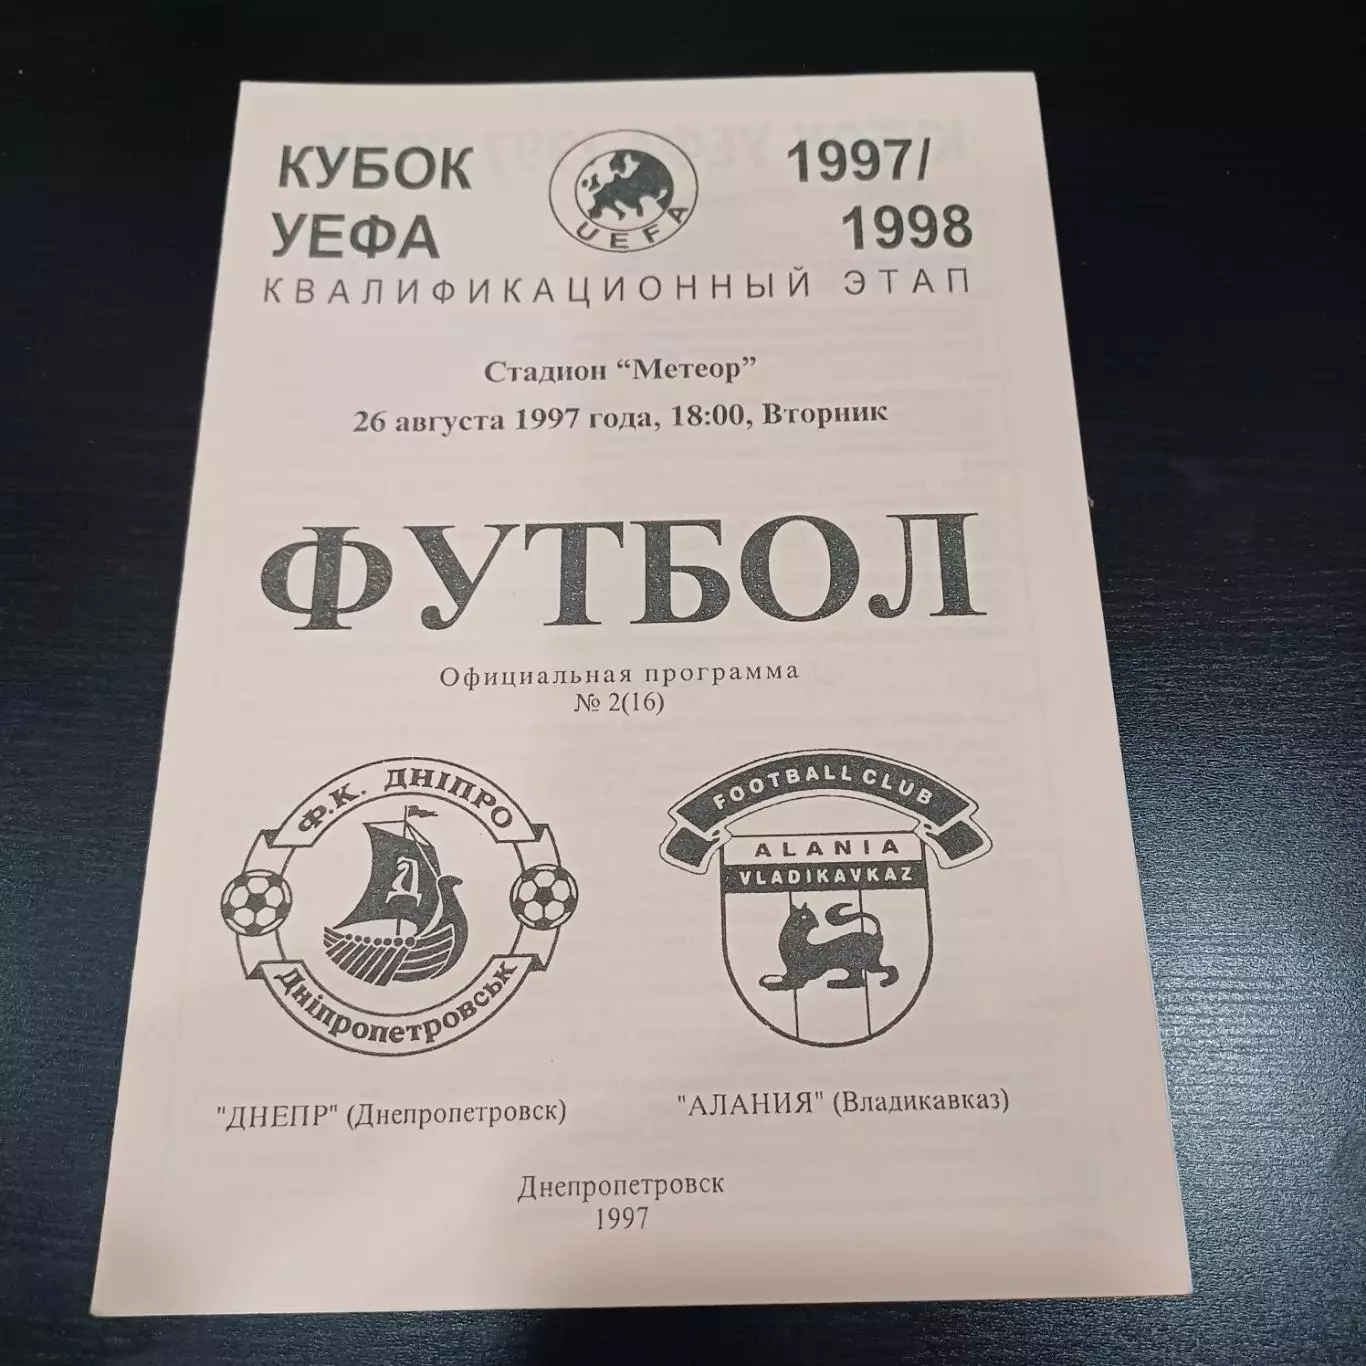 КУБОК
УЕФА
UEFA
1997/
1998
КВАЛИФИКАЦИОННЫЙ ЭТАП
Стадион “Метеор”
26 августа 1997 года, 18:00, Вторник
ФУТБОЛ
Официальная программа
№ 2(16)
Ф.К. ДНІПРО
Д
Дніпропетровськ
FOOTBALL CLUB
ALANIA
VLADIKAVKAZ
"ДНЕПР" (Днепропетровск)
"АЛАНИЯ" (Владикавказ)
Днепропетровск
1997